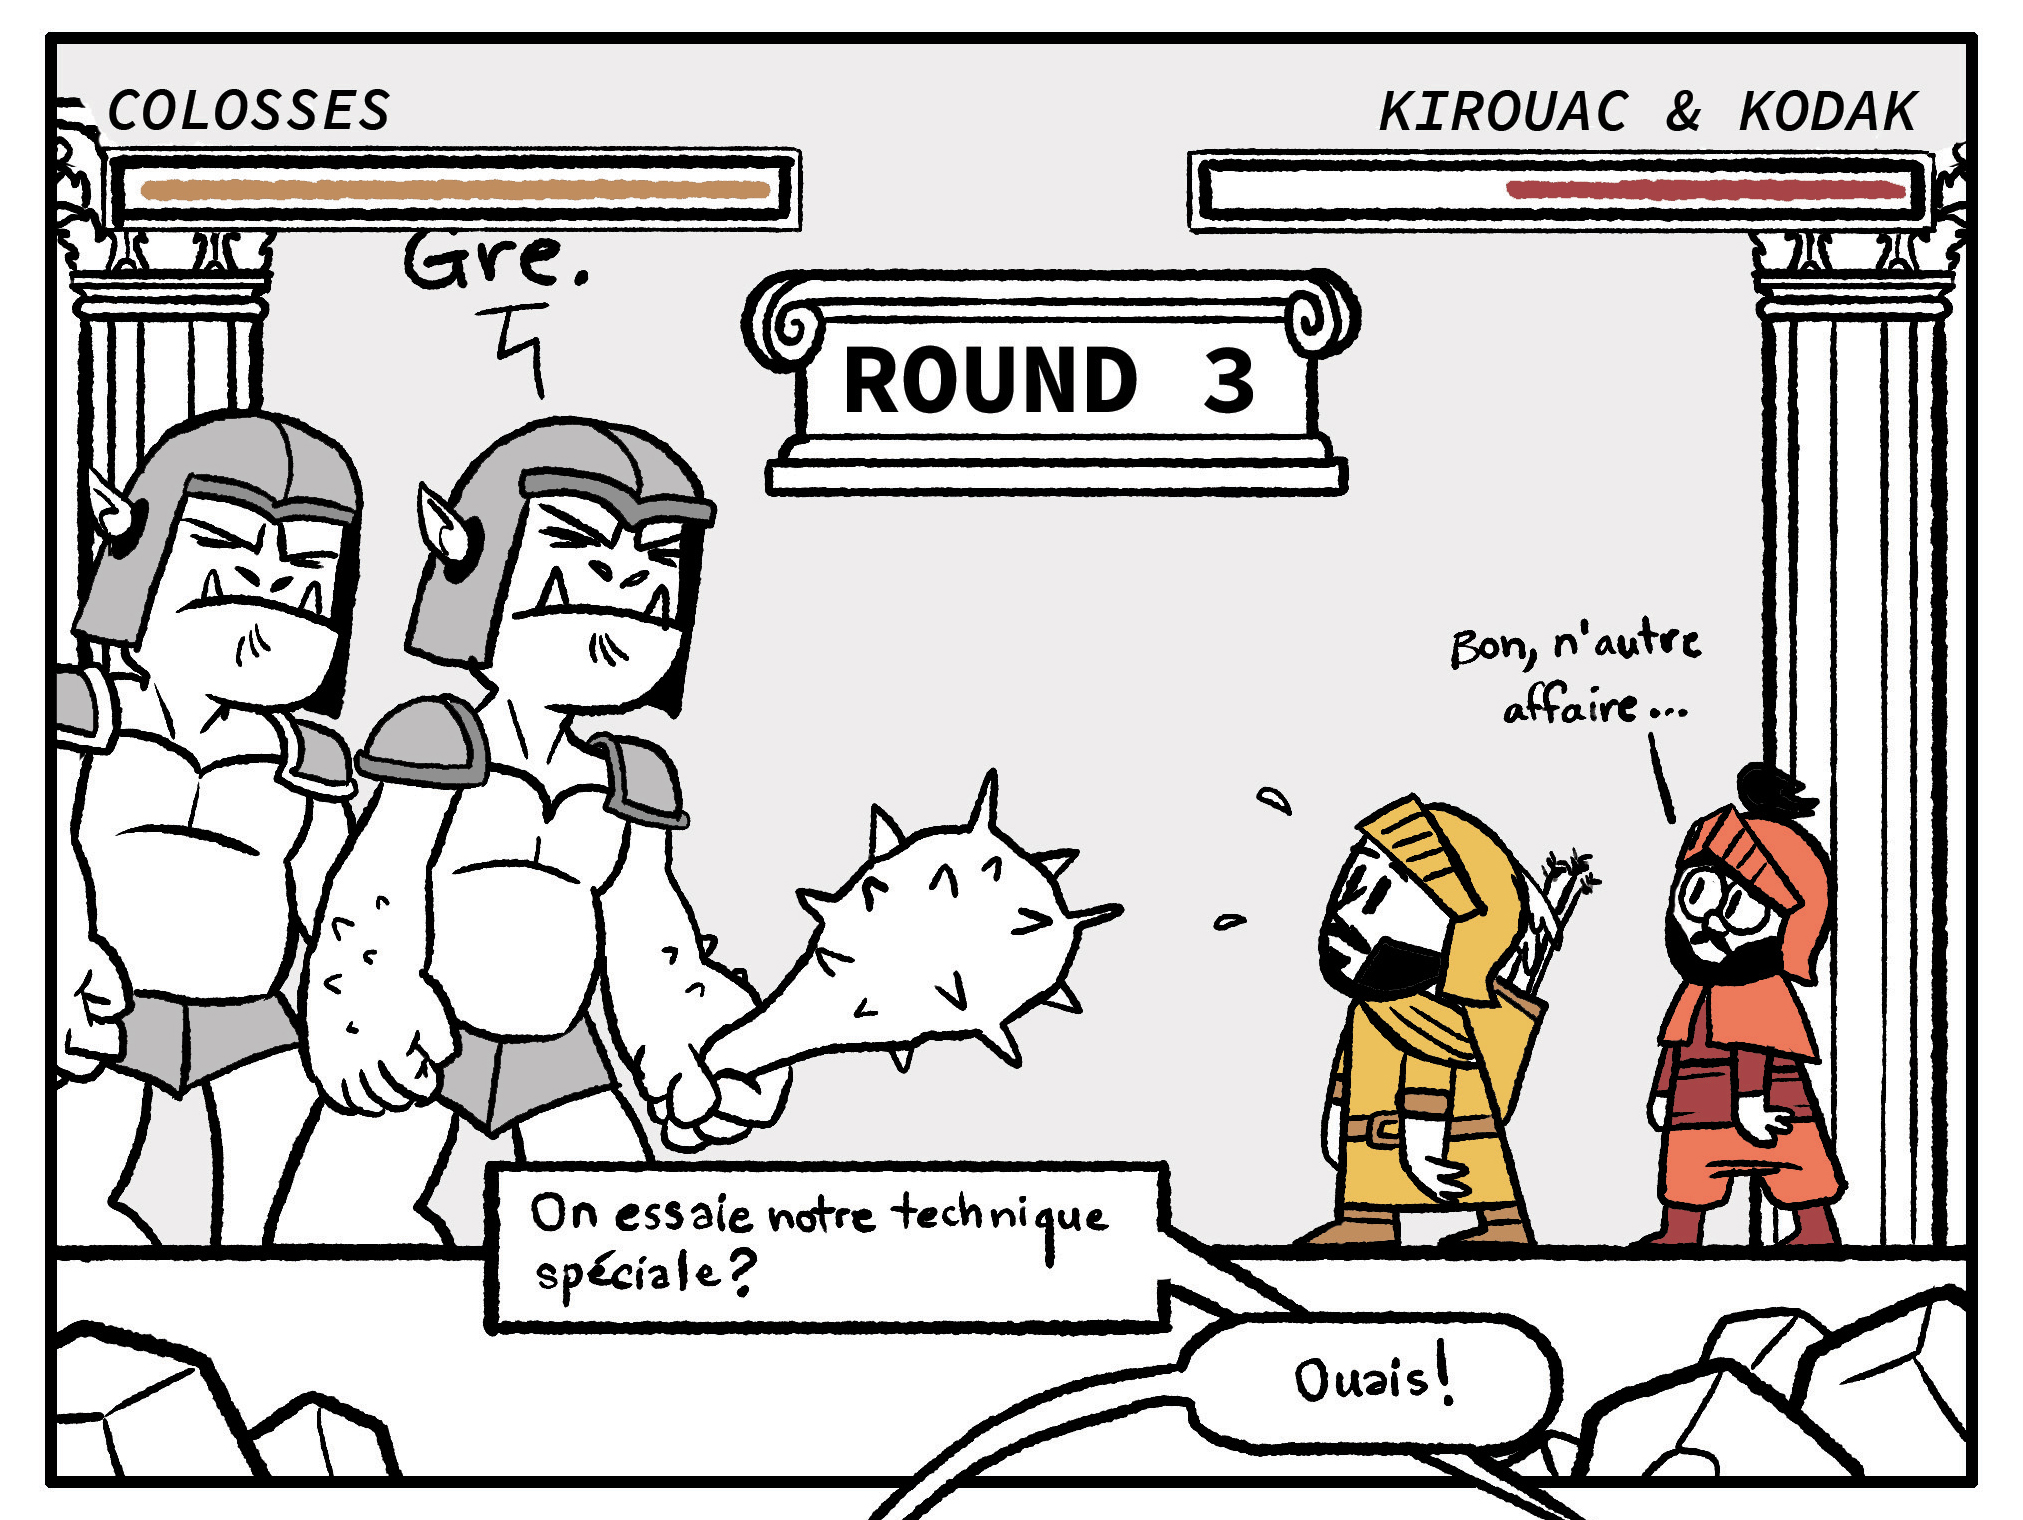 COLOSSES
KIROUAC & KODAK
Gre.
ROUND 3
Bon, n'autre
affaire...
On essaie notre technique
spéciale?
Ouais!